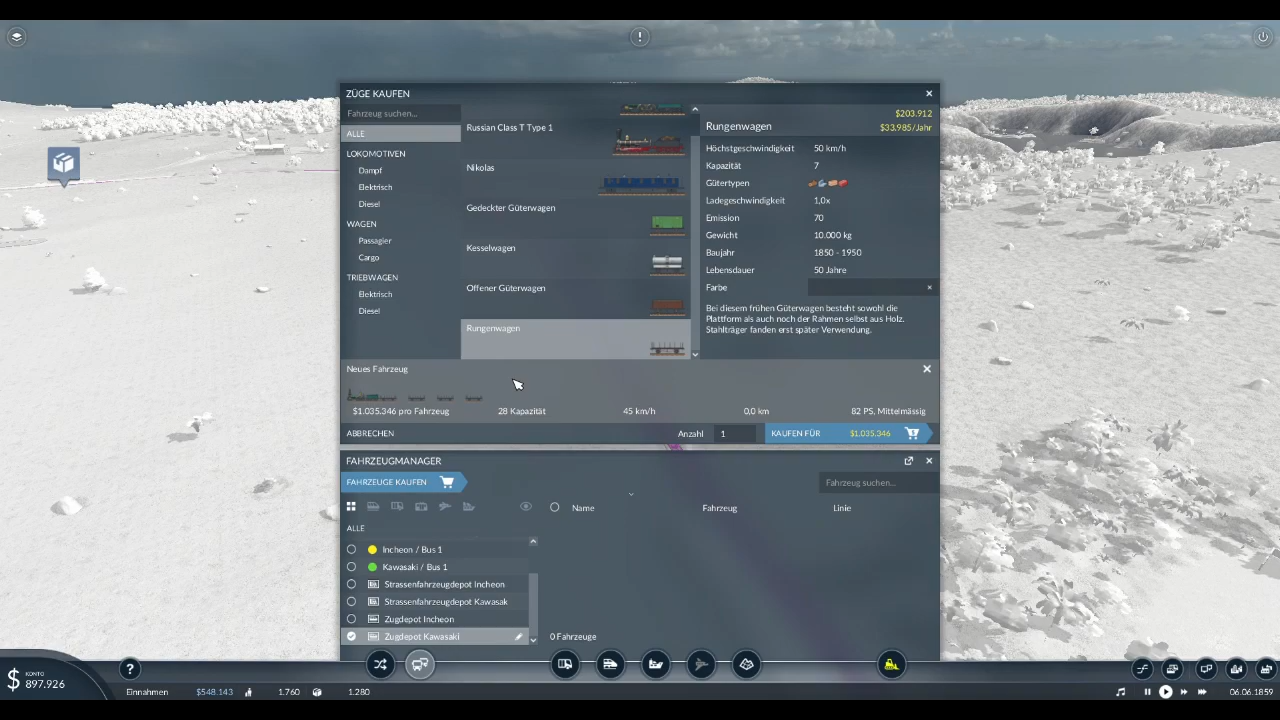 ZÜGE KAUFEN
Fahrzeug suchen...
ALLE
LOKOMOTIVEN
Dampf
Elektrisch
Diesel
WAGEN
Passagier
Cargo
TRIEBWAGEN
Elektrisch
Diesel
Russian Class T Type 1
Nikolas
Gedeckter Güterwagen
Kesselwagen
Offener Güterwagen
Rungenwagen
$203.912
Rungenwagen $33.985/Jahr
Höchstgeschwindigkeit 50 km/h
Kapazität 7
Gütertypen
Ladegeschwindigkeit 1,0x
Emission 70
Gewicht 10.000 kg
Baujahr 1850 - 1950
Lebensdauer 50 Jahre
Farbe
Bei diesem frühen Güterwagen besteht sowohl die
Plattform als auch noch der Rahmen selbst aus Holz.
Stahlträger fanden erst später Verwendung.
Neues Fahrzeug
$1.035.346 pro Fahrzeug 28 Kapazität 45 km/h 0,0 km 82 PS, Mittelmässig
ABBRECHEN Anzahl 1 KAUFEN FÜR $1.035.346
FAHRZEUGMANAGER
FAHRZEUGE KAUFEN Fahrzeug suchen...
Name Fahrzeug Linie
ALLE
Incheon / Bus 1
Kawasaki / Bus 1
Strassenfahrzeugdepot Incheon
Strassenfahrzeugdepot Kawasak
Zugdepot Incheon
Zugdepot Kawasaki 0 Fahrzeuge
$ KONTO
897.926
? Einnahmen $548.143 1.760 1.280 06.06.1859